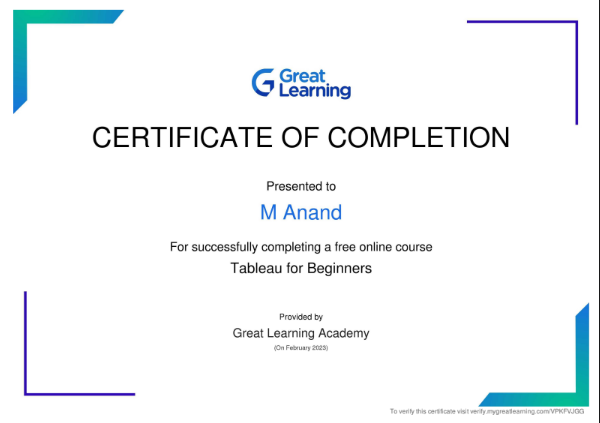 Great
Learning
CERTIFICATE OF COMPLETION
Presented to
M Anand
For successfully completing a free online course
Tableau for Beginners
Provided by
Great Learning Academy
(On February 2023)
To verify this certificate visit verify.mygreatlearning.com/VPKFVJGG